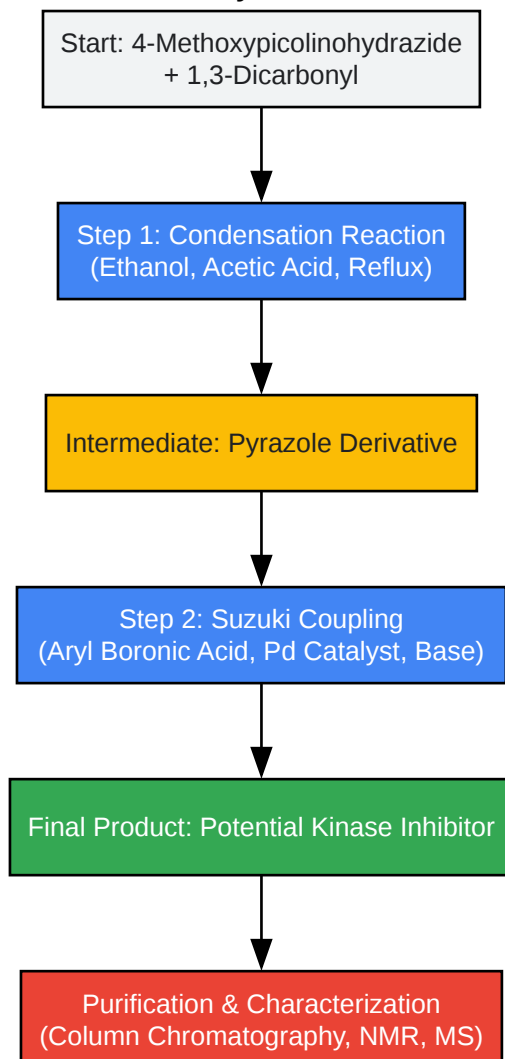 Start: 4-Methoxypicolinohydrazide
+ 1,3-Dicarbonyl
Step 1: Condensation Reaction
(Ethanol, Acetic Acid, Reflux)
Intermediate: Pyrazole Derivative
Step 2: Suzuki Coupling
(Aryl Boronic Acid, Pd Catalyst, Base)
Final Product: Potential Kinase Inhibitor
Purification & Characterization
(Column Chromatography, NMR, MS)